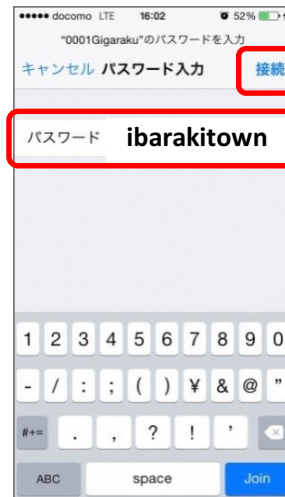 docomo LTE 16:02 52%
"0001Gigaraku"のパスワードを入力
キャンセル パスワード入力 接続
パスワード ibarakitown
1 2 3 4 5 6 7 8 9 0
- / : ; ( ) ¥ & @ "
#+= . , ? ! '
ABC space Join